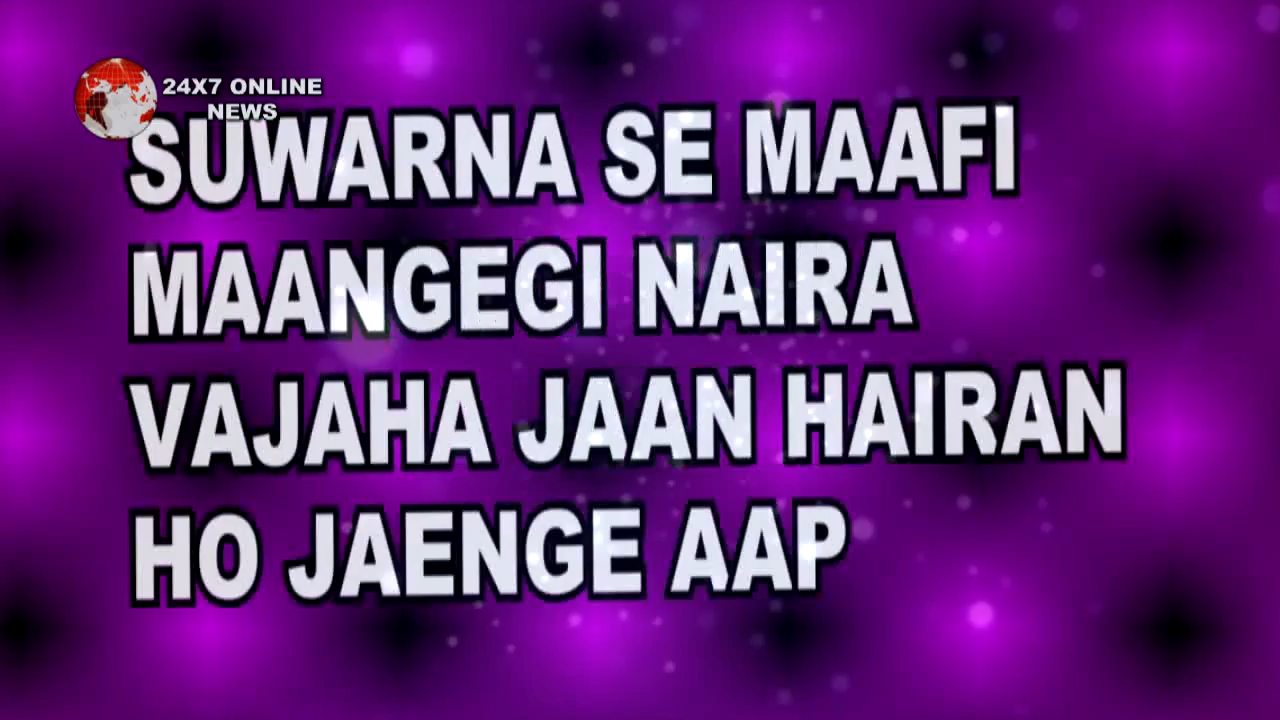 24X7 ONLINE
NEWS
SUWARNA SE MAAFI
MAANGEGI NAIRA
VAJAHA JAAN HAIRAN
HO JAENGE AAP